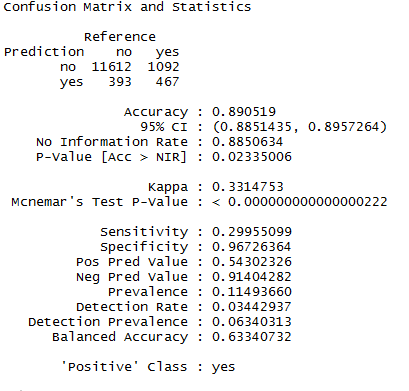 Confusion Matrix and Statistics
Reference
Prediction no yes
no 11612 1092
yes 393 467
Accuracy : 0.890519
95% CI : (0.8851435, 0.8957264)
No Information Rate : 0.8850634
P-Value [Acc > NIR] : 0.02335006
Kappa : 0.3314753
Mcnemar's Test P-Value : < 0.000000000000000222
Sensitivity : 0.29955099
Specificity : 0.96726364
Pos Pred Value : 0.54302326
Neg Pred Value : 0.91404282
Prevalence : 0.11493660
Detection Rate : 0.03442937
Detection Prevalence : 0.06340313
Balanced Accuracy : 0.63340732
'Positive' Class : yes